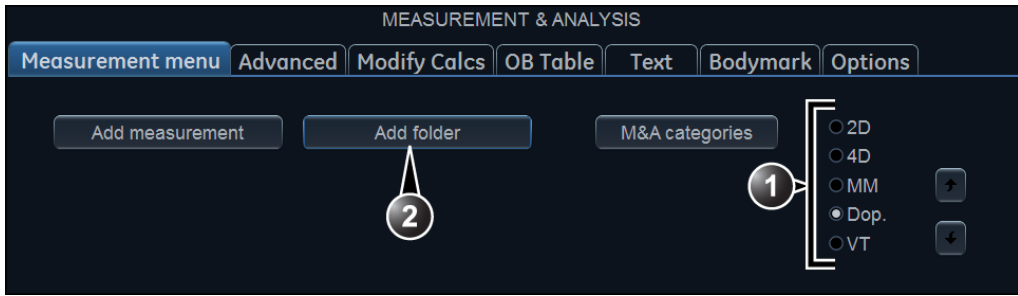 MEASUREMENT & ANALYSIS
Measurement menu Advanced Modify Calcs OB Table Text Bodymark Options
Add measurement Add folder M&A categories
2D
4D
1 MM
2 Dop.
VT